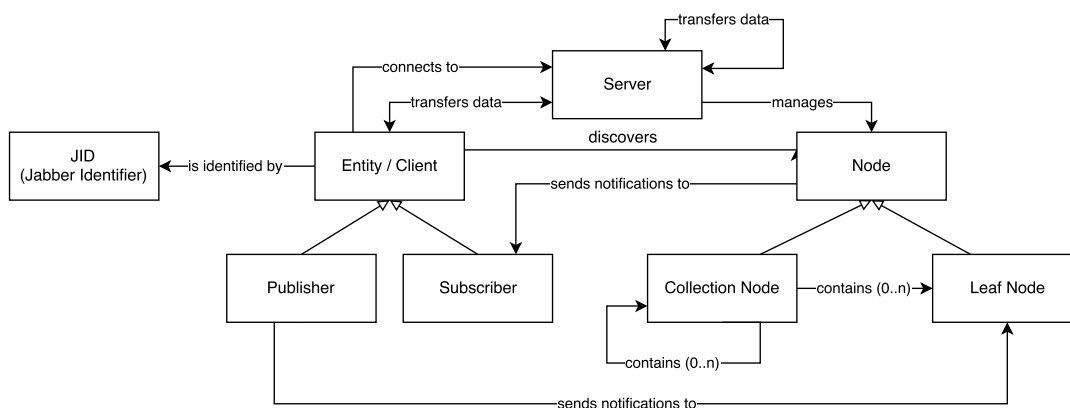 transfers data
connects to
Server
transfers data
manages
discovers
JID
(Jabber Identifier)
is identified by
Entity / Client
Node
sends notifications to
Publisher
Subscriber
Collection Node
contains (0..n)
Leaf Node
contains (0..n)
sends notifications to